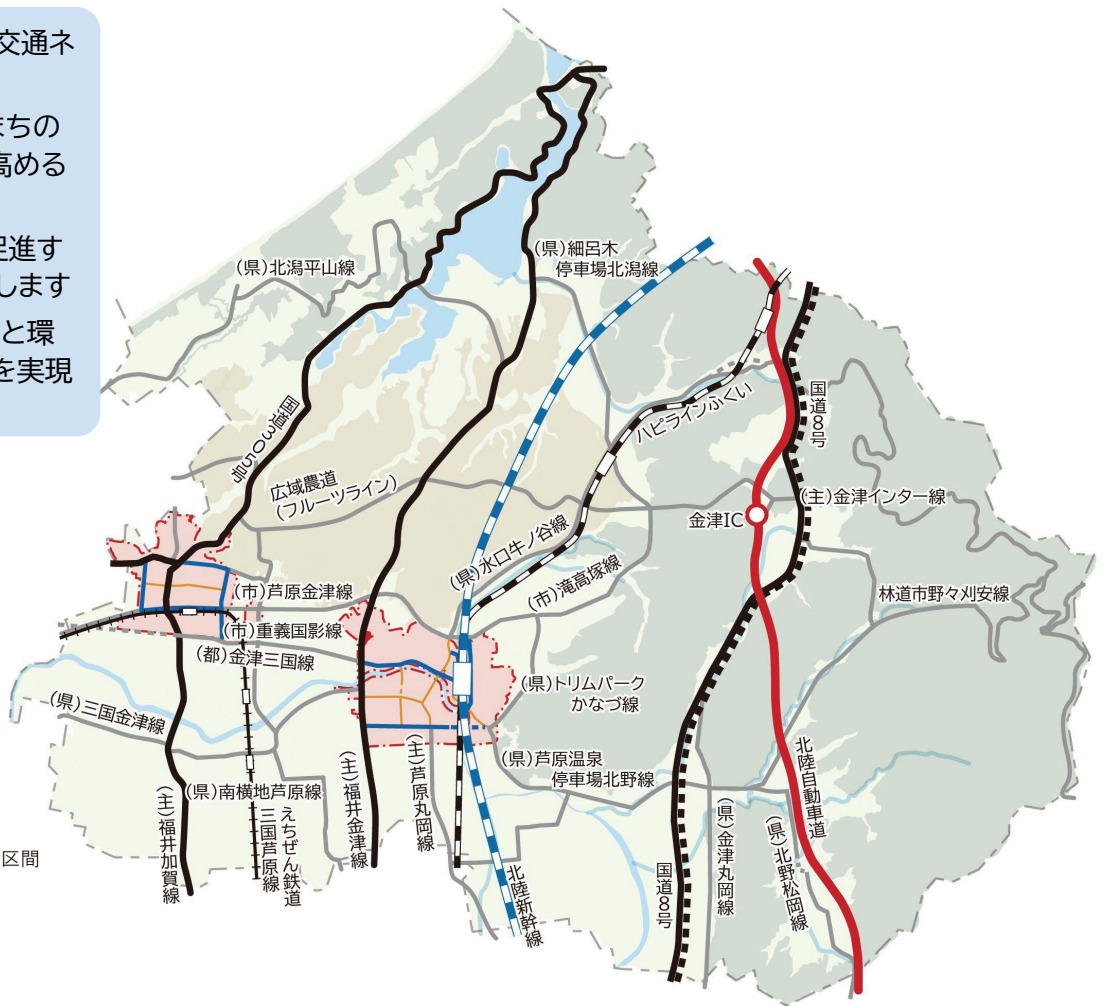 交通ネ
まちの
高める
促進す
します
と環
を実現
(県)北潟平山線
(県)細呂木
停車場北潟線
国道305号
広域農道
(フルーツライン)
ハピラインふくい
国道8号
(主)金津インター線
金津IC
(県)水口牛ノ谷線
(市)滝高塚線
林道市野々刈安線
(市)芦原金津線
(市)重義国影線
(都)金津三国線
(県)トリムパーク
かなづ線
(県)三国金津線
(県)芦原温泉
停車場北野線
(県)南横地芦原線
(主)福井加賀線
えちぜん鉄道
三国芦原線
(主)福井金津線
(主)芦原丸岡線
北陸新幹線
国道8号
(県)金津丸岡線
北陸自動車道
(県)北野松岡線
区間